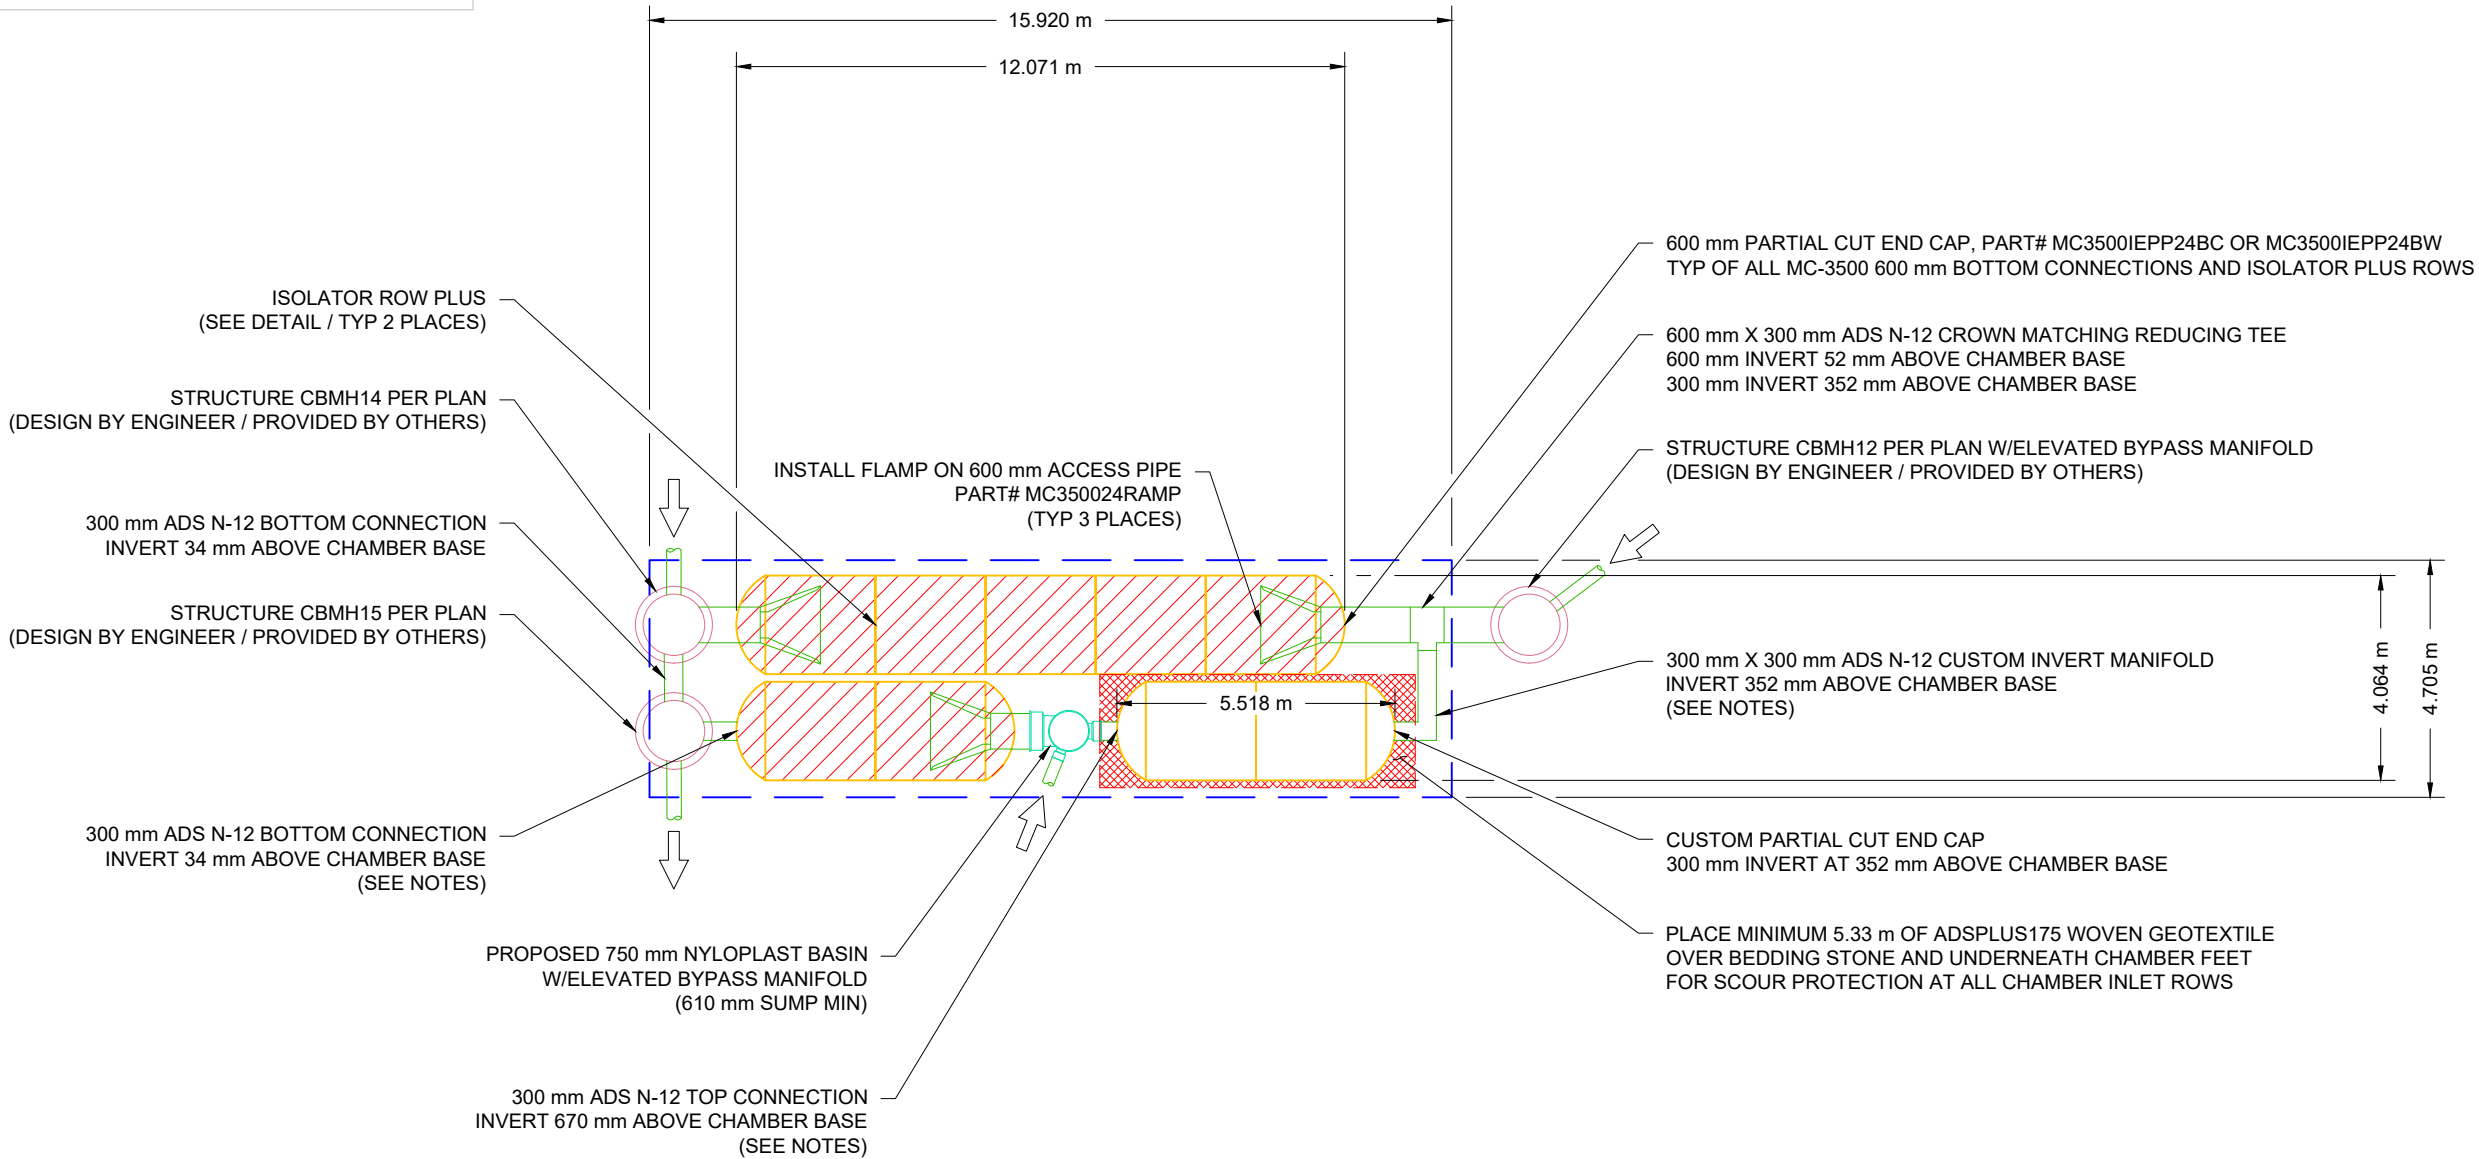 15.920 m
12.071 m
ISOLATOR ROW PLUS
(SEE DETAIL / TYP 2 PLACES)
STRUCTURE CBMH14 PER PLAN
(DESIGN BY ENGINEER / PROVIDED BY OTHERS)
300 mm ADS N-12 BOTTOM CONNECTION
INVERT 34 mm ABOVE CHAMBER BASE
STRUCTURE CBMH15 PER PLAN
(DESIGN BY ENGINEER / PROVIDED BY OTHERS)
300 mm ADS N-12 BOTTOM CONNECTION
INVERT 34 mm ABOVE CHAMBER BASE
(SEE NOTES)
INSTALL FLAMP ON 600 mm ACCESS PIPE
PART# MC350024RAMP
(TYP 3 PLACES)
5.518 m
PROPOSED 750 mm NYLOPLAST BASIN
W/ELEVATED BYPASS MANIFOLD
(610 mm SUMP MIN)
300 mm ADS N-12 TOP CONNECTION
INVERT 670 mm ABOVE CHAMBER BASE
(SEE NOTES)
600 mm PARTIAL CUT END CAP, PART# MC3500IEPP24BC OR MC3500IEPP24BW
TYP OF ALL MC-3500 600 mm BOTTOM CONNECTIONS AND ISOLATOR PLUS ROWS
600 mm X 300 mm ADS N-12 CROWN MATCHING REDUCING TEE
600 mm INVERT 52 mm ABOVE CHAMBER BASE
300 mm INVERT 352 mm ABOVE CHAMBER BASE
STRUCTURE CBMH12 PER PLAN W/ELEVATED BYPASS MANIFOLD
(DESIGN BY ENGINEER / PROVIDED BY OTHERS)
300 mm X 300 mm ADS N-12 CUSTOM INVERT MANIFOLD
INVERT 352 mm ABOVE CHAMBER BASE
(SEE NOTES)
4.064 m
4.705 m
CUSTOM PARTIAL CUT END CAP
300 mm INVERT AT 352 mm ABOVE CHAMBER BASE
PLACE MINIMUM 5.33 m OF ADSPLUS175 WOVEN GEOTEXTILE
OVER BEDDING STONE AND UNDERNEATH CHAMBER FEET
FOR SCOUR PROTECTION AT ALL CHAMBER INLET ROWS